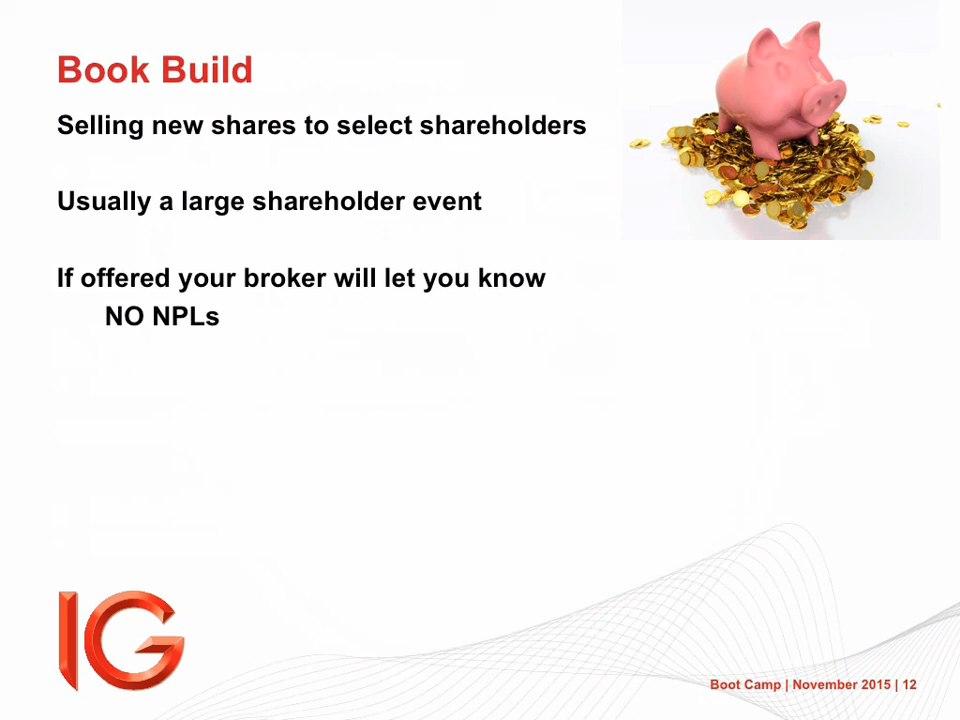 Book Build
Selling new shares to select shareholders
Usually a large shareholder event
If offered your broker will let you know
NO NPLs
IG
Boot Camp | November 2015 | 12